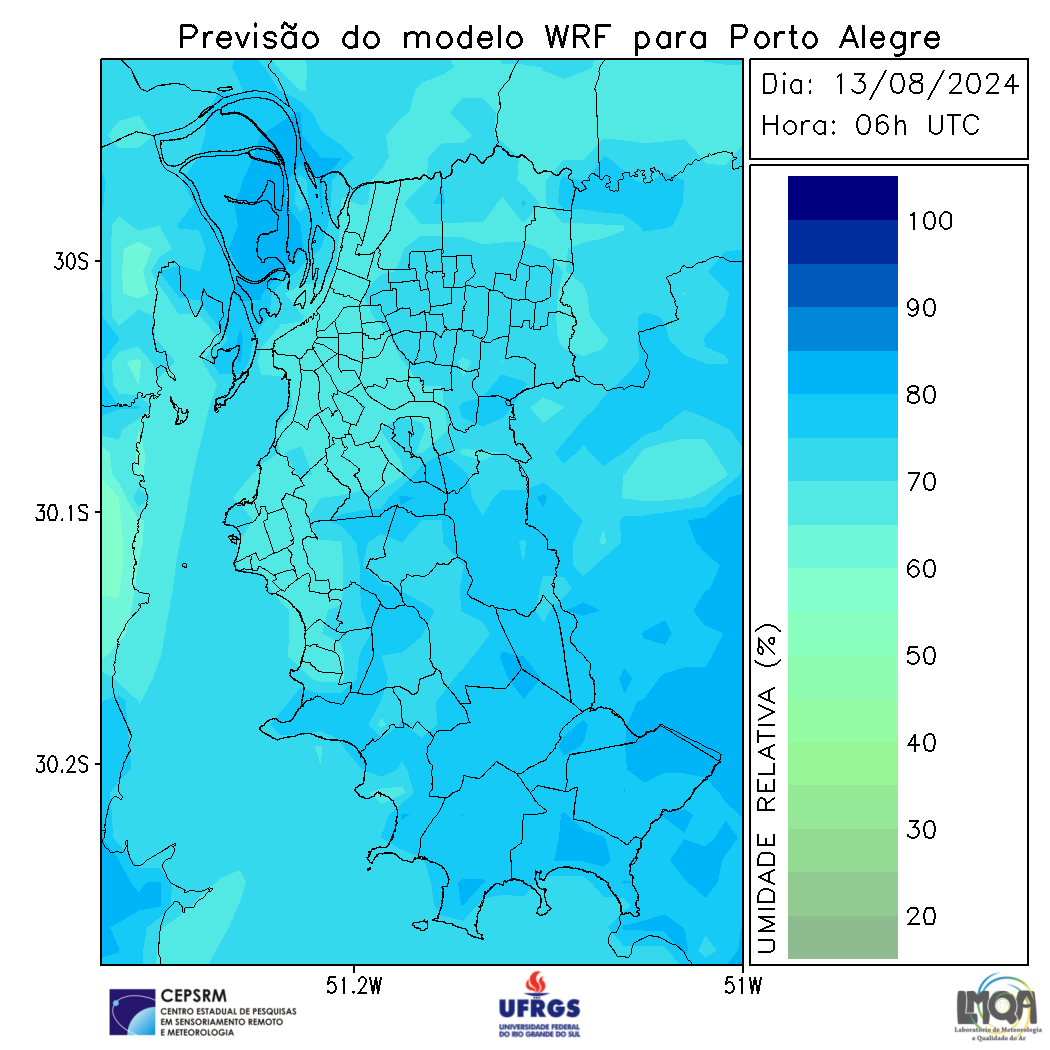 Previsão do modelo WRF para Porto Alegre
Dia: 13/08/2024
Hora: 06h UTC
30S
30.1S
30.2S
51.2W
51W
UMIDADE RELATIVA (%)
100
90
80
70
60
50
40
30
20
CEPSRM
CENTRO ESTADUAL DE PESQUISAS
EM SENSORIAMENTO REMOTO
E METEOROLOGIA
UFRGS
UNIVERSIDADE FEDERAL
DO RIO GRANDE DO SUL
LMQA
Laboratório de Meteorologia
e Qualidade do Ar